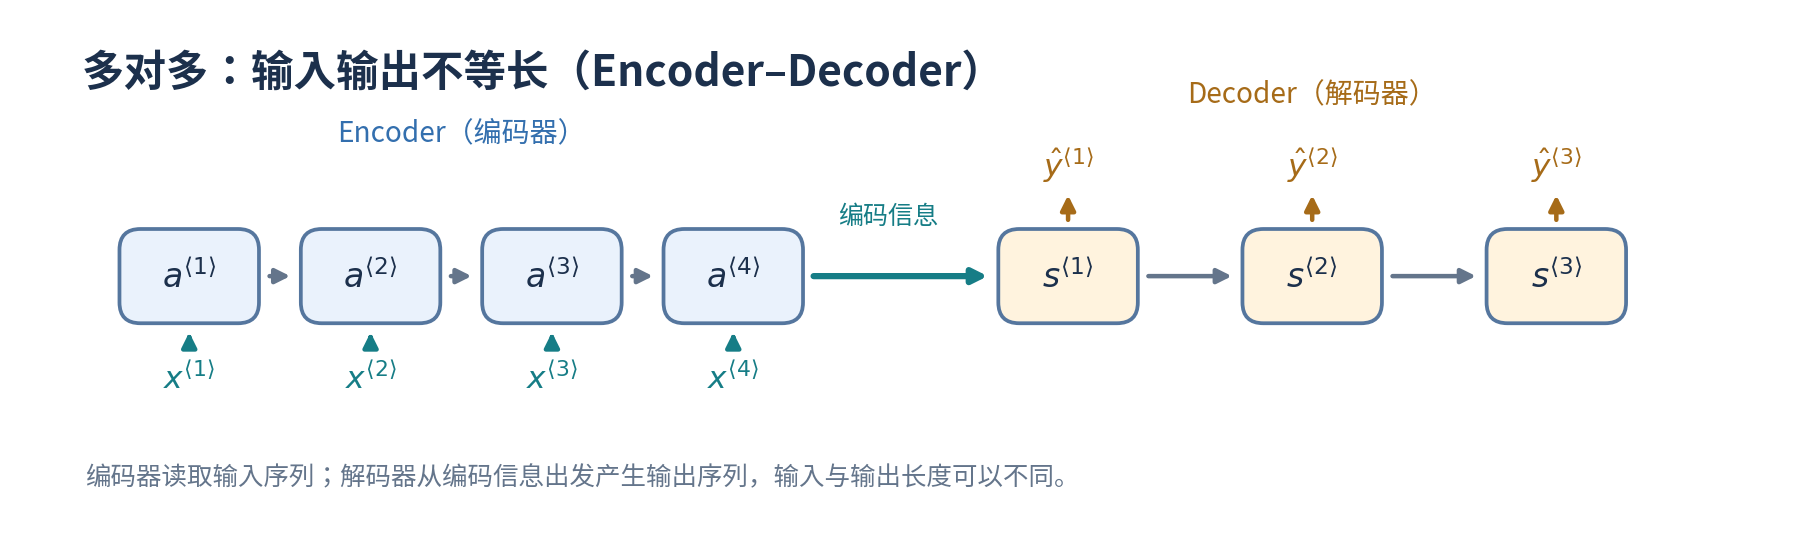 多对多：输入输出不等长（Encoder–Decoder）
Decoder（解码器）
Encoder（编码器）
ŷ⟨1⟩ ŷ⟨2⟩ ŷ⟨3⟩
编码信息
a⟨1⟩ a⟨2⟩ a⟨3⟩ a⟨4⟩ s⟨1⟩ s⟨2⟩ s⟨3⟩
x⟨1⟩ x⟨2⟩ x⟨3⟩ x⟨4⟩
编码器读取输入序列；解码器从编码信息出发产生输出序列，输入与输出长度可以不同。